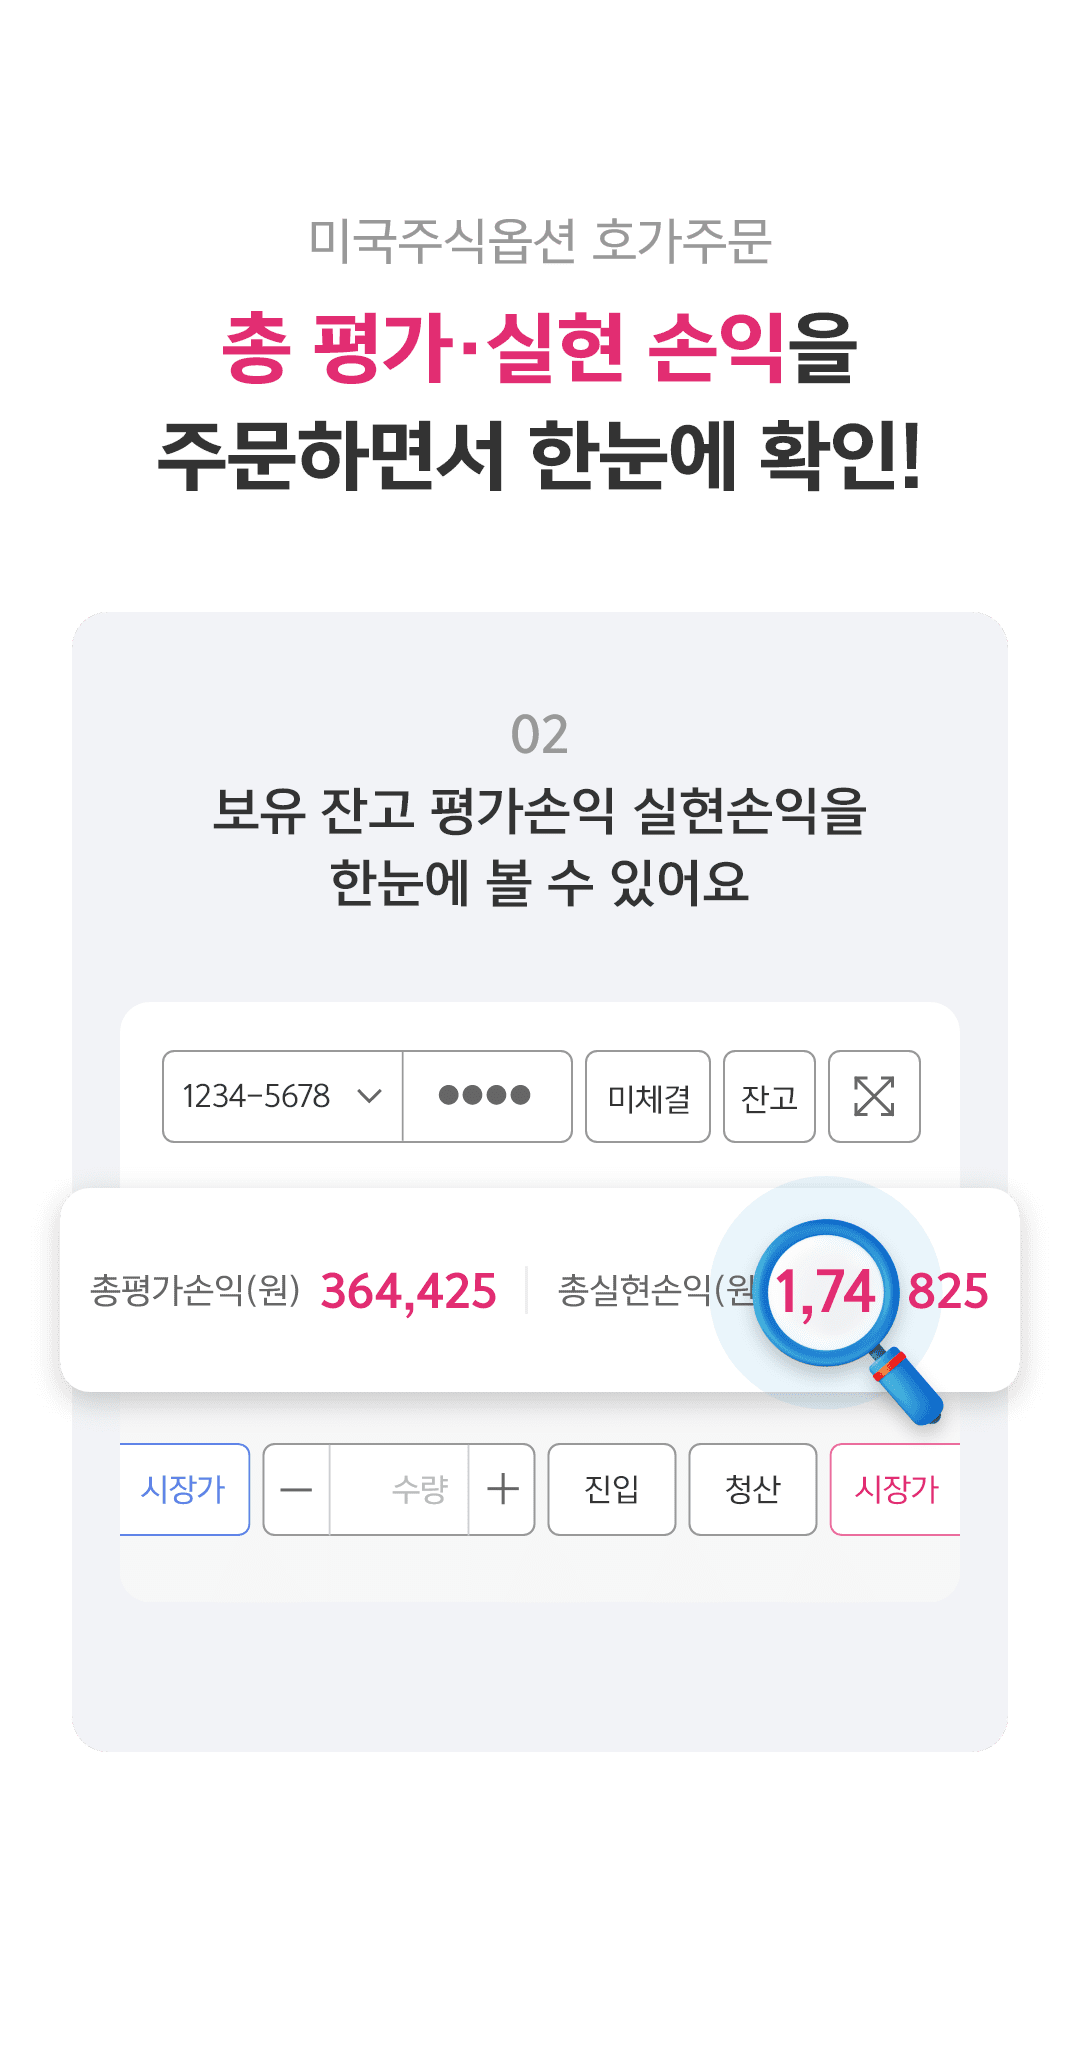 미국주식옵션 호가주문
총 평가·실현 손익을
주문하면서 한눈에 확인!
02
보유 잔고 평가손익 실현손익을
한눈에 볼 수 있어요
1234-5678 ●●●● 미체결 잔고
총평가손익(원) 364,425 총실현손익(원 1,74 825
시장가 － 수량 ＋ 진입 청산 시장가